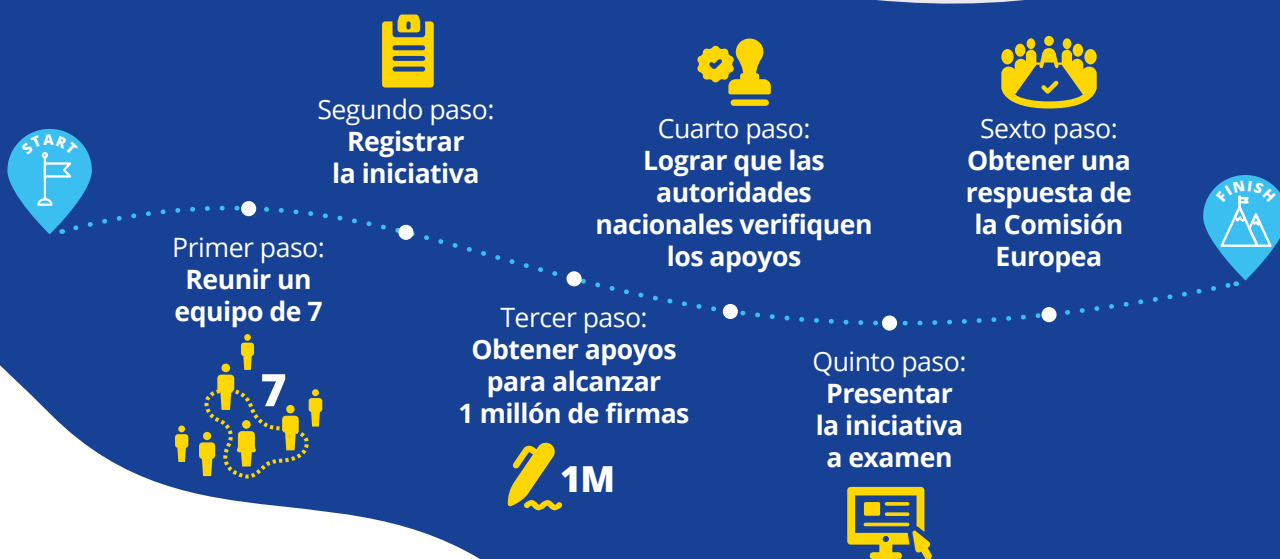 START
Primer paso:
Reunir un
equipo de 7
7
Segundo paso:
Registrar
la iniciativa
Tercer paso:
Obtener apoyos
para alcanzar
1 millón de firmas
1M
Cuarto paso:
Lograr que las
autoridades
nacionales verifiquen
los apoyos
Quinto paso:
Presentar
la iniciativa
a examen
Sexto paso:
Obtener una
respuesta de
la Comisión
Europea
FINISH